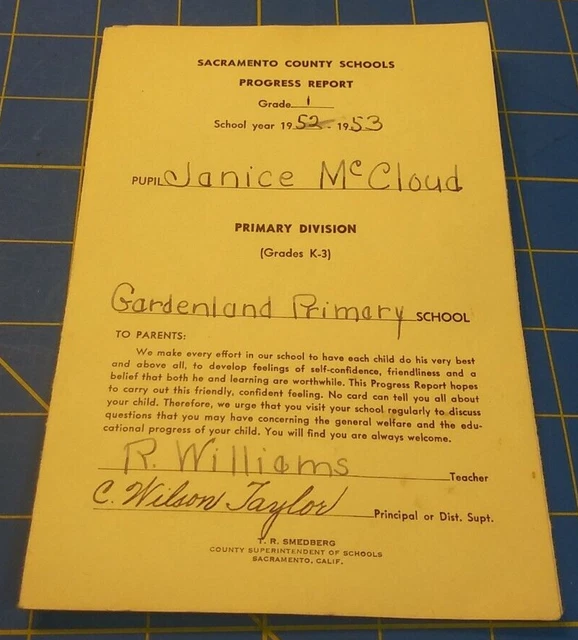 SACRAMENTO COUNTY SCHOOLS
PROGRESS REPORT
Grade 1
School year 1952 - 1953
PUPIL Janice McCloud
PRIMARY DIVISION
(Grades K-3)
Gardenland Primary SCHOOL
TO PARENTS:
We make every effort in our school to have each child do his very best
and above all, to develop feelings of self-confidence, friendliness and a
belief that both he and learning are worthwhile. This Progress Report hopes
to carry out this friendly, confident feeling. No card can tell you all about
your child. Therefore, we urge that you visit your school regularly to discuss
questions that you may have concerning the general welfare and the edu-
cational progress of your child. You will find you are always welcome.
R. Williams Teacher
C. Wilson Taylor Principal or Dist. Supt.
T. R. SMEDBERG
COUNTY SUPERINTENDENT OF SCHOOLS
SACRAMENTO, CALIF.